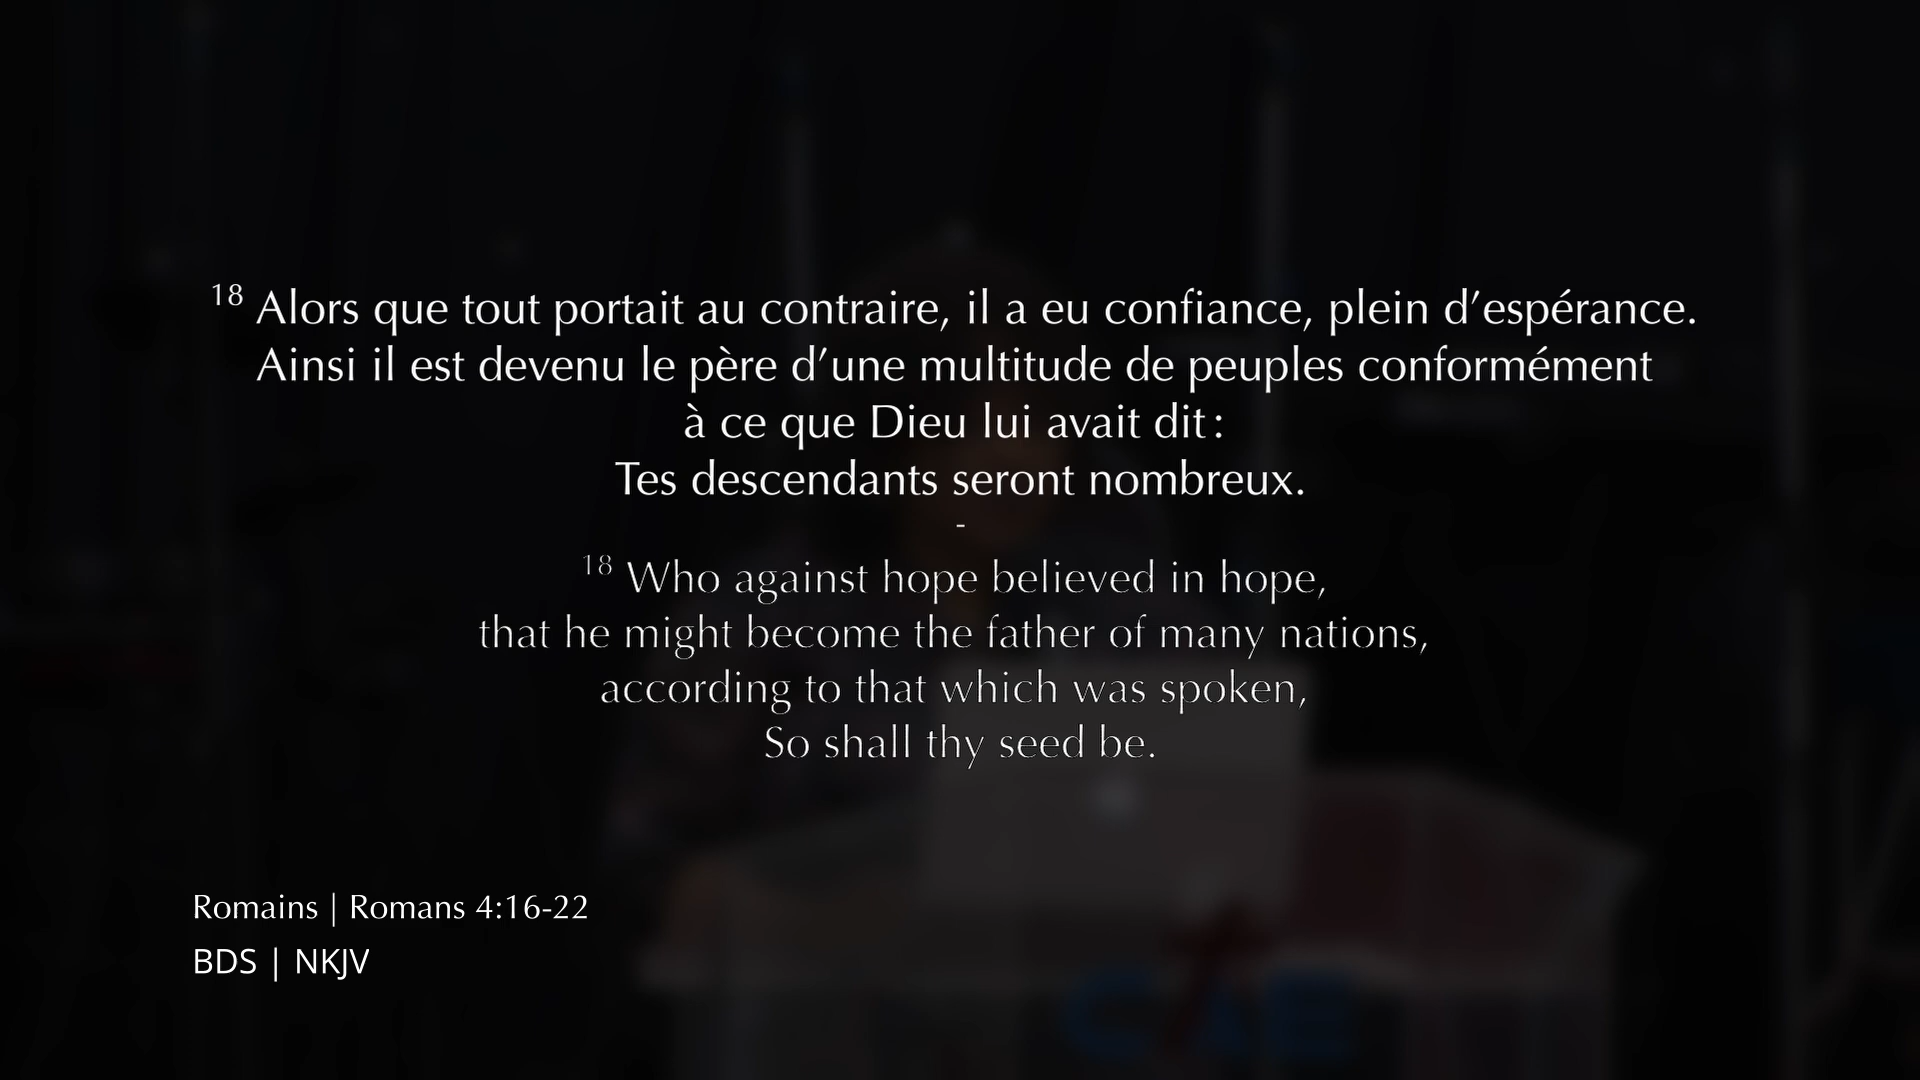 18 Alors que tout portait au contraire, il a eu confiance, plein d’espérance.
Ainsi il est devenu le père d’une multitude de peuples conformément
à ce que Dieu lui avait dit :
Tes descendants seront nombreux.
-
18 Who against hope believed in hope,
that he might become the father of many nations,
according to that which was spoken,
So shall thy seed be.
Romains | Romans 4:16-22
BDS | NKJV
CAE